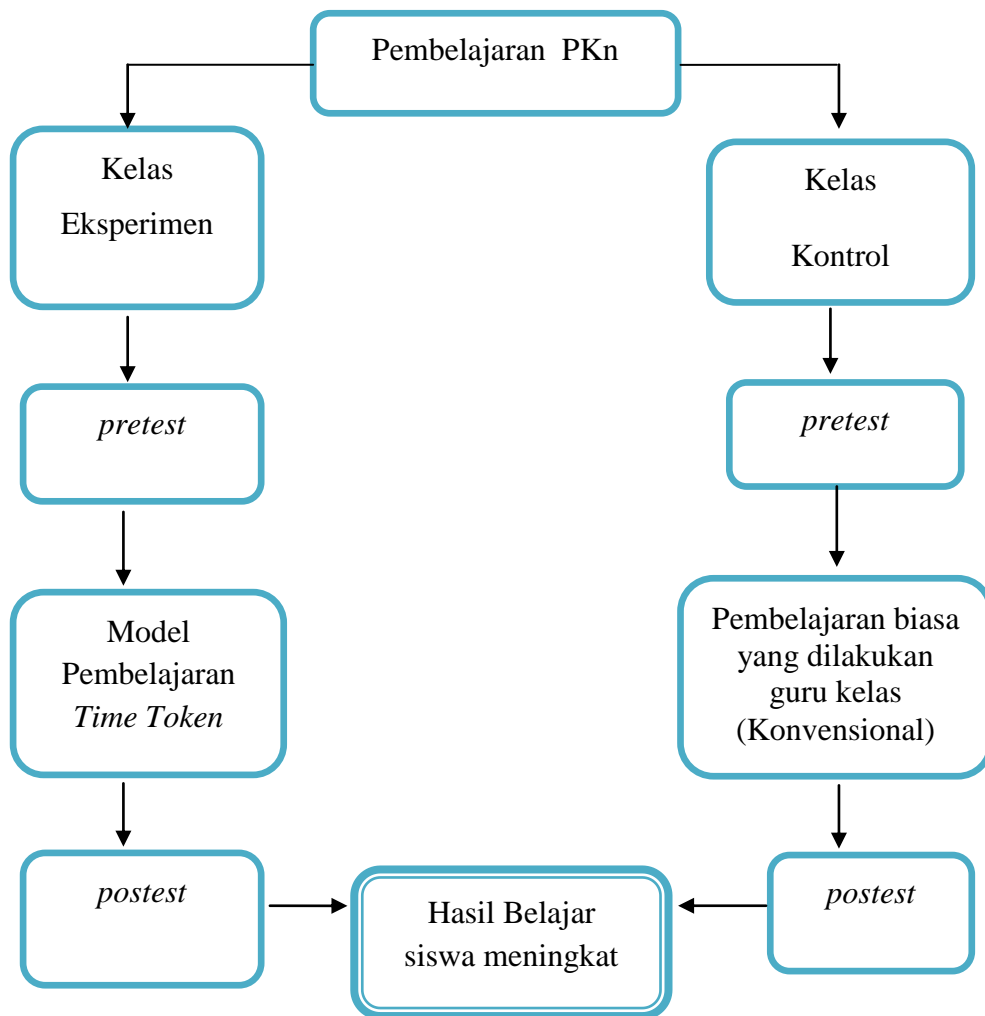 Pembelajaran PKn
Kelas
Eksperimen
Kelas
Kontrol
pretest
pretest
Model
Pembelajaran
Time Token
Pembelajaran biasa
yang dilakukan
guru kelas
(Konvensional)
postest
Hasil Belajar
siswa meningkat
postest